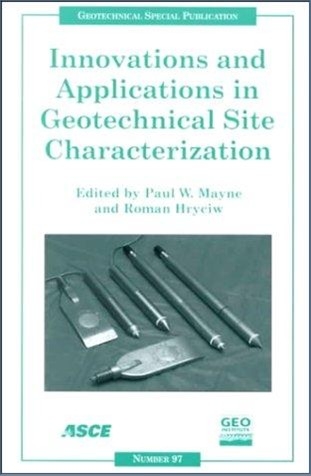 GEOTECHNICAL SPECIAL PUBLICATION
Innovations and
Applications in
Geotechnical Site
Characterization
Edited by Paul W. Mayne
and Roman Hryciw
ASCE
GEO
INSTITUTE
NUMBER 97